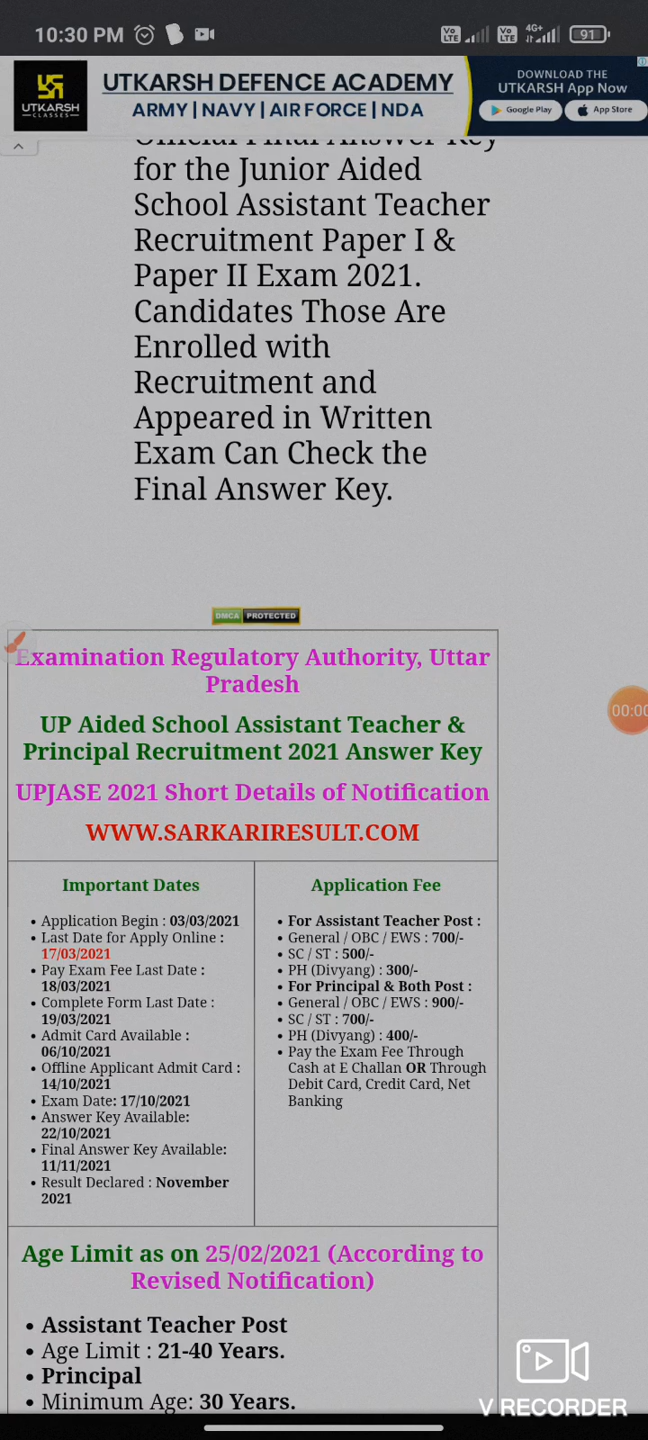 10:30 PM
Vo LTE
Vo LTE
4G+
91
UTKARSH
CLASSES
UTKARSH DEFENCE ACADEMY
ARMY | NAVY | AIR FORCE | NDA
DOWNLOAD THE
UTKARSH App Now
Google Play
App Store
Official Final Answer Key
for the Junior Aided
School Assistant Teacher
Recruitment Paper I &
Paper II Exam 2021.
Candidates Those Are
Enrolled with
Recruitment and
Appeared in Written
Exam Can Check the
Final Answer Key.
DMCA PROTECTED
Examination Regulatory Authority, Uttar
Pradesh
UP Aided School Assistant Teacher &
Principal Recruitment 2021 Answer Key
UPJASE 2021 Short Details of Notification
WWW.SARKARIRESULT.COM
00:00
Important Dates
• Application Begin : 03/03/2021
• Last Date for Apply Online :
17/03/2021
• Pay Exam Fee Last Date :
18/03/2021
• Complete Form Last Date :
19/03/2021
• Admit Card Available :
06/10/2021
• Offline Applicant Admit Card :
14/10/2021
• Exam Date: 17/10/2021
• Answer Key Available:
22/10/2021
• Final Answer Key Available:
11/11/2021
• Result Declared : November
2021
Application Fee
• For Assistant Teacher Post :
• General / OBC / EWS : 700/-
• SC / ST : 500/-
• PH (Divyang) : 300/-
• For Principal & Both Post :
• General / OBC / EWS : 900/-
• SC / ST : 700/-
• PH (Divyang) : 400/-
• Pay the Exam Fee Through
Cash at E Challan OR Through
Debit Card, Credit Card, Net
Banking
Age Limit as on 25/02/2021 (According to
Revised Notification)
• Assistant Teacher Post
• Age Limit : 21-40 Years.
• Principal
• Minimum Age: 30 Years.
V RECORDER